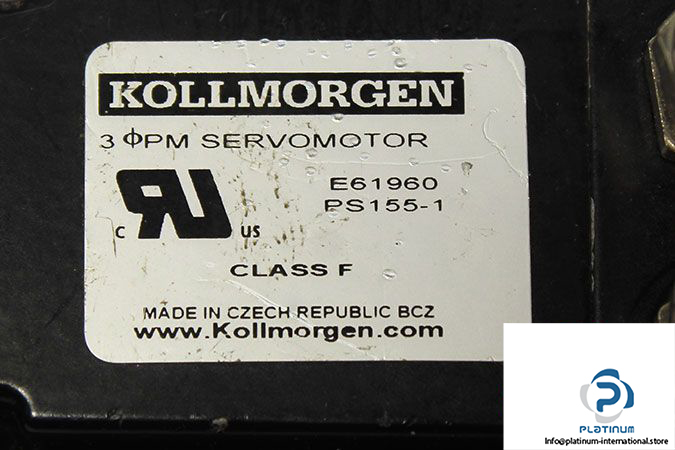 KOLLMORGEN
3 ΦPM SERVOMOTOR
E61960
PS155-1
c RU US
CLASS F
MADE IN CZECH REPUBLIC BCZ
www.Kollmorgen.com
PLATINUM
Info@platinum-international.store